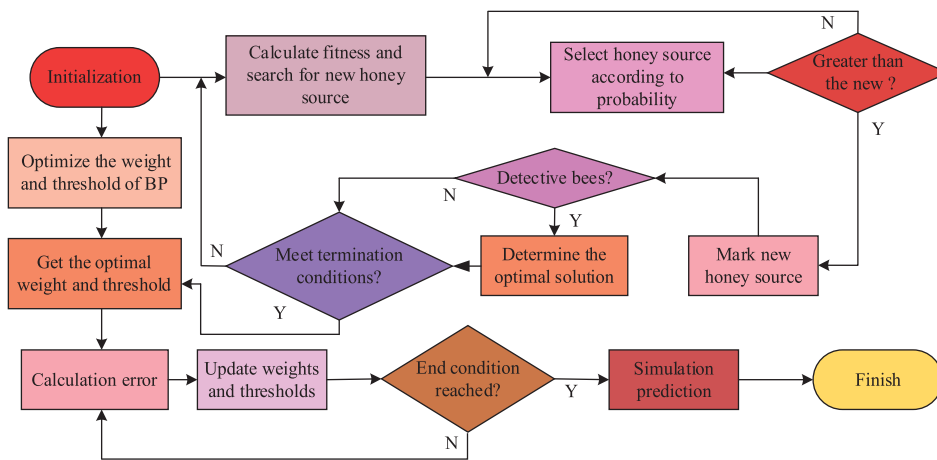 N
Initialization
Calculate fitness and
search for new honey
source
Select honey source
according to
probability
Greater than
the new ?
Y
Optimize the weight
and threshold of BP
Detective bees?
N
Y
Get the optimal
weight and threshold
N
Meet termination
conditions?
Y
Determine the
optimal solution
Mark new
honey source
Calculation error
Update weights
and thresholds
End condition
reached?
Y
N
Simulation
prediction
Finish